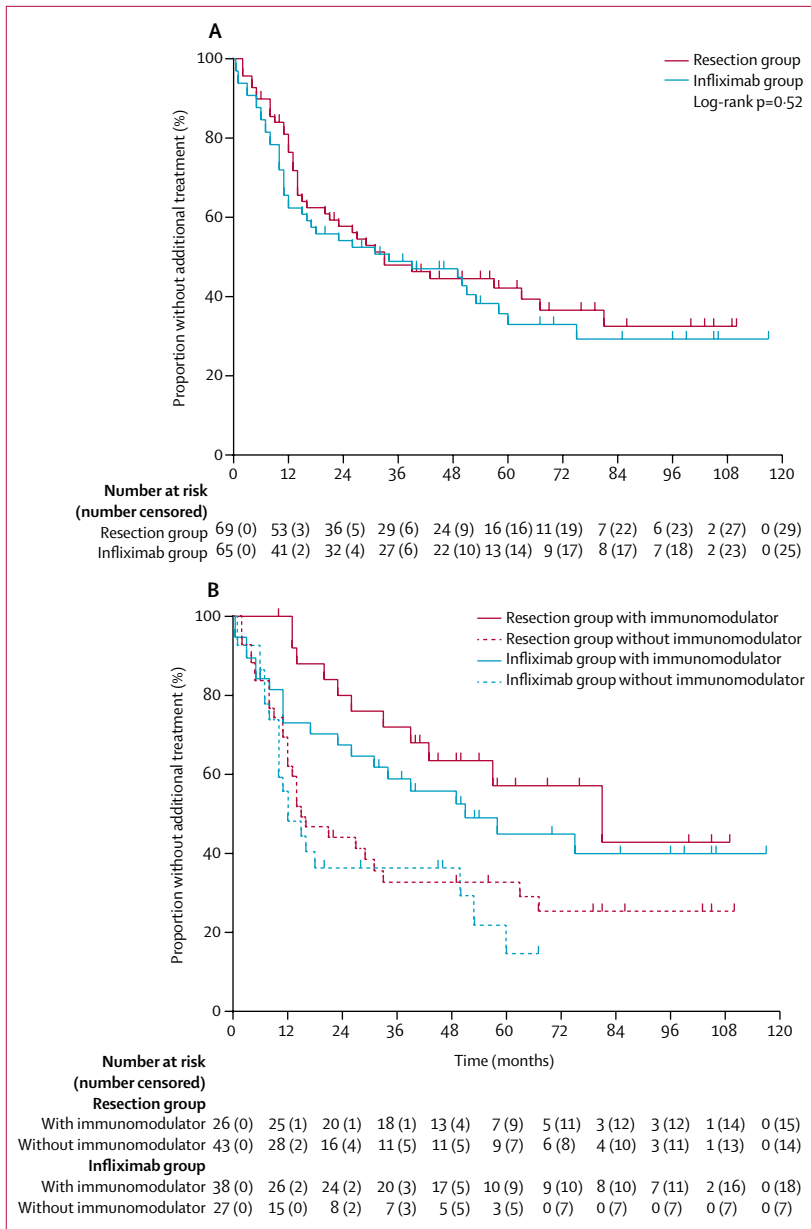 A
Resection group
Infliximab group
Log-rank p=0·52
Proportion without additional treatment (%)
100
80
60
40
20
0
0 12 24 36 48 60 72 84 96 108 120
Number at risk
(number censored)
Resection group 69 (0) 53 (3) 36 (5) 29 (6) 24 (9) 16 (16) 11 (19) 7 (22) 6 (23) 2 (27) 0 (29)
Infliximab group 65 (0) 41 (2) 32 (4) 27 (6) 22 (10) 13 (14) 9 (17) 8 (17) 7 (18) 2 (23) 0 (25)
B
Resection group with immunomodulator
Resection group without immunomodulator
Infliximab group with immunomodulator
Infliximab group without immunomodulator
Proportion without additional treatment (%)
100
80
60
40
20
0
0 12 24 36 48 60 72 84 96 108 120
Time (months)
Number at risk
(number censored)
Resection group
With immunomodulator 26 (0) 25 (1) 20 (1) 18 (1) 13 (4) 7 (9) 5 (11) 3 (12) 3 (12) 1 (14) 0 (15)
Without immunomodulator 43 (0) 28 (2) 16 (4) 11 (5) 11 (5) 9 (7) 6 (8) 4 (10) 3 (11) 1 (13) 0 (14)
Infliximab group
With immunomodulator 38 (0) 26 (2) 24 (2) 20 (3) 17 (5) 10 (9) 9 (10) 8 (10) 7 (11) 2 (16) 0 (18)
Without immunomodulator 27 (0) 15 (0) 8 (2) 7 (3) 5 (5) 3 (5) 0 (7) 0 (7) 0 (7) 0 (7) 0 (7)